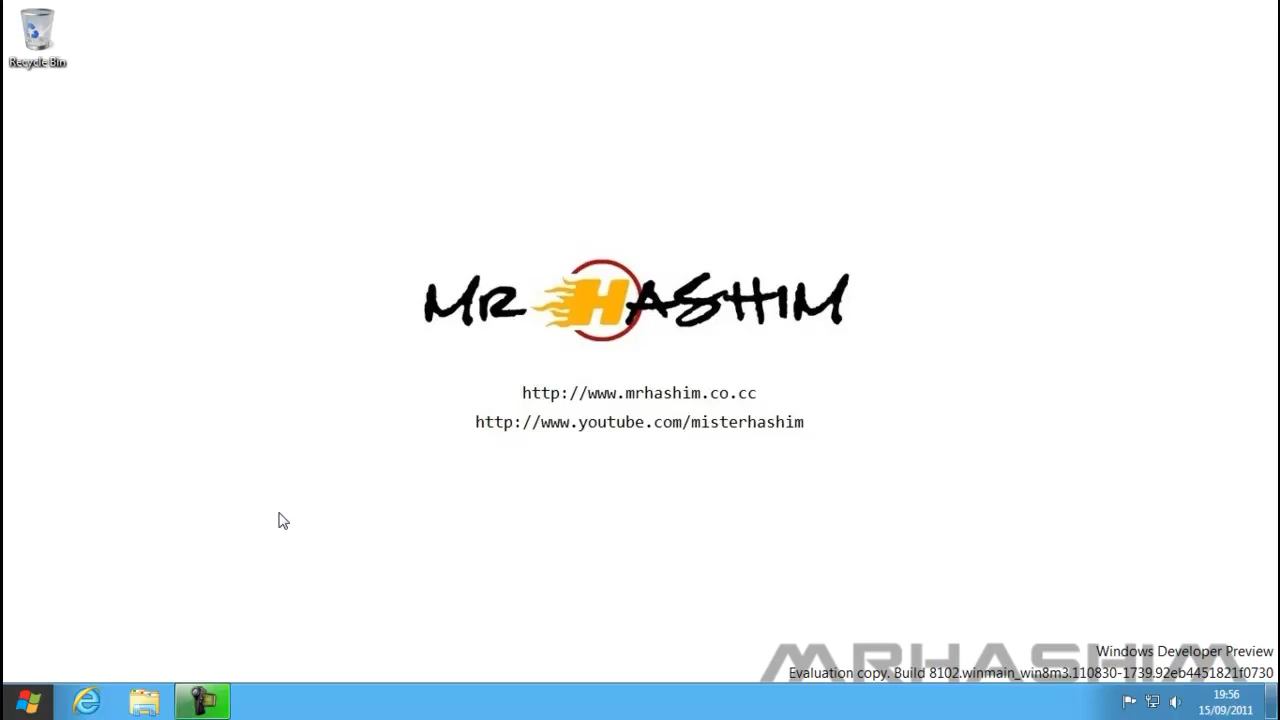 Recycle Bin
MR HASHIM
http://www.mrhashim.co.cc
http://www.youtube.com/misterhashim
MRHASHIM
Windows Developer Preview
Evaluation copy. Build 8102.winmain_win8m3.110830-1739.92eb4451821f0730
19:56
15/09/2011